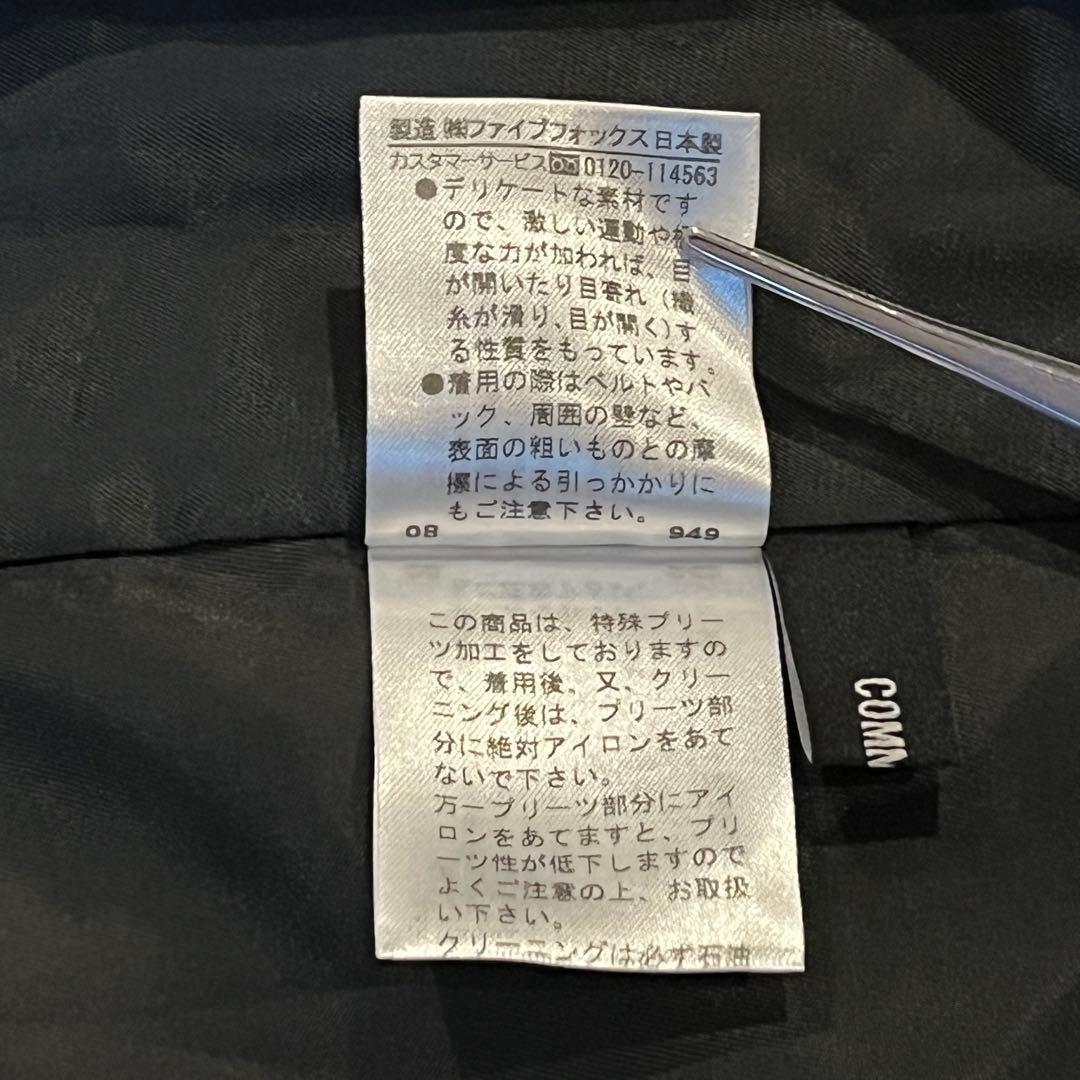 製造 ㈱ファイブフォックス 日本製
カスタマーサービス 0120-114563
●デリケートな素材です
ので、激しい運動や
度な力が加われば、目
が開いたり目寄れ（織
糸が滑り、目が開く)す
る性質をもっています。
●着用の際はベルトやバ
ック、周囲の壁など、
表面の粗いものとの摩
擦による引っかかりに
もご注意下さい。
08 949
この商品は、特殊プリー
ツ加工をしておりますの
で、着用後。又、クリー
ニング後は、プリーツ部
分に絶対アイロンをあて
ないで下さい。
万一プリーツ部分にアイ
ロンをあてますと、プリ
ーツ性が低下しますので
よくご注意の上、お取扱
い下さい。
クリーニングは必ず石油
COMM